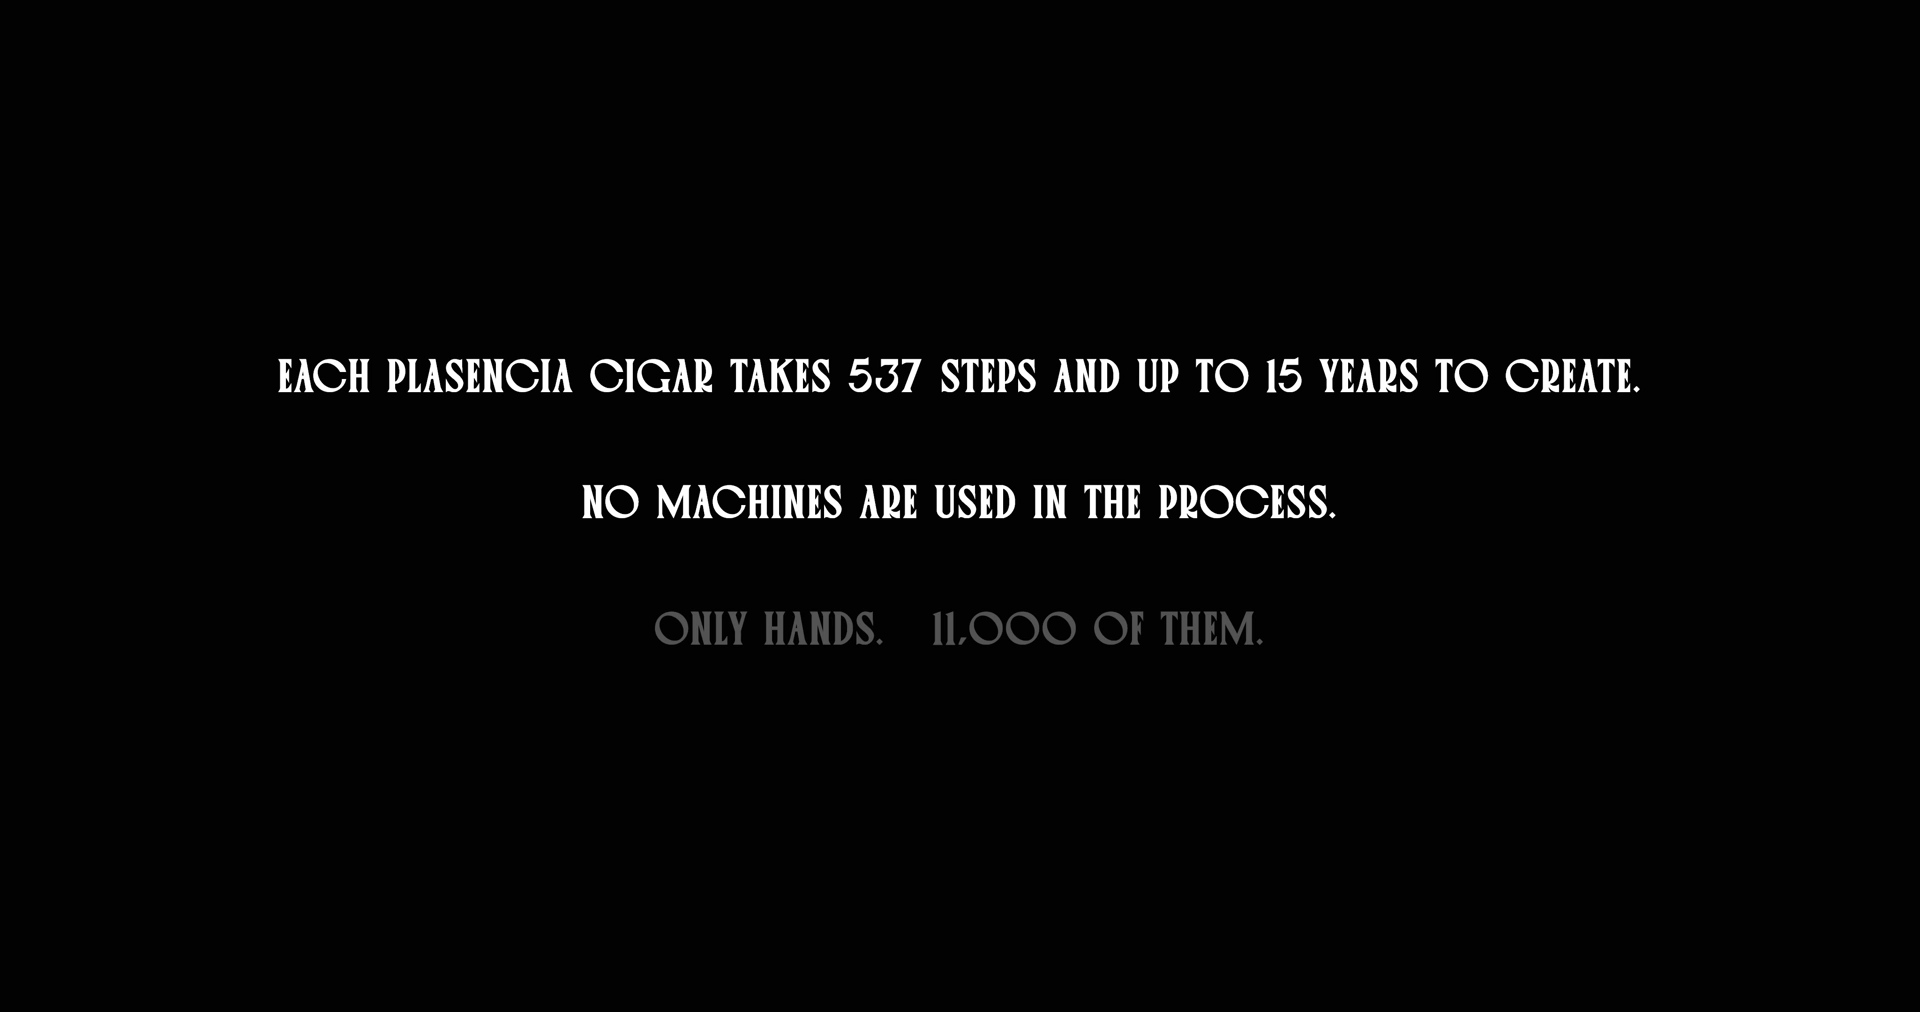 EACH PLASENCIA CIGAR TAKES 537 STEPS AND UP TO 15 YEARS TO CREATE.
NO MACHINES ARE USED IN THE PROCESS.
ONLY HANDS. 11,000 OF THEM.